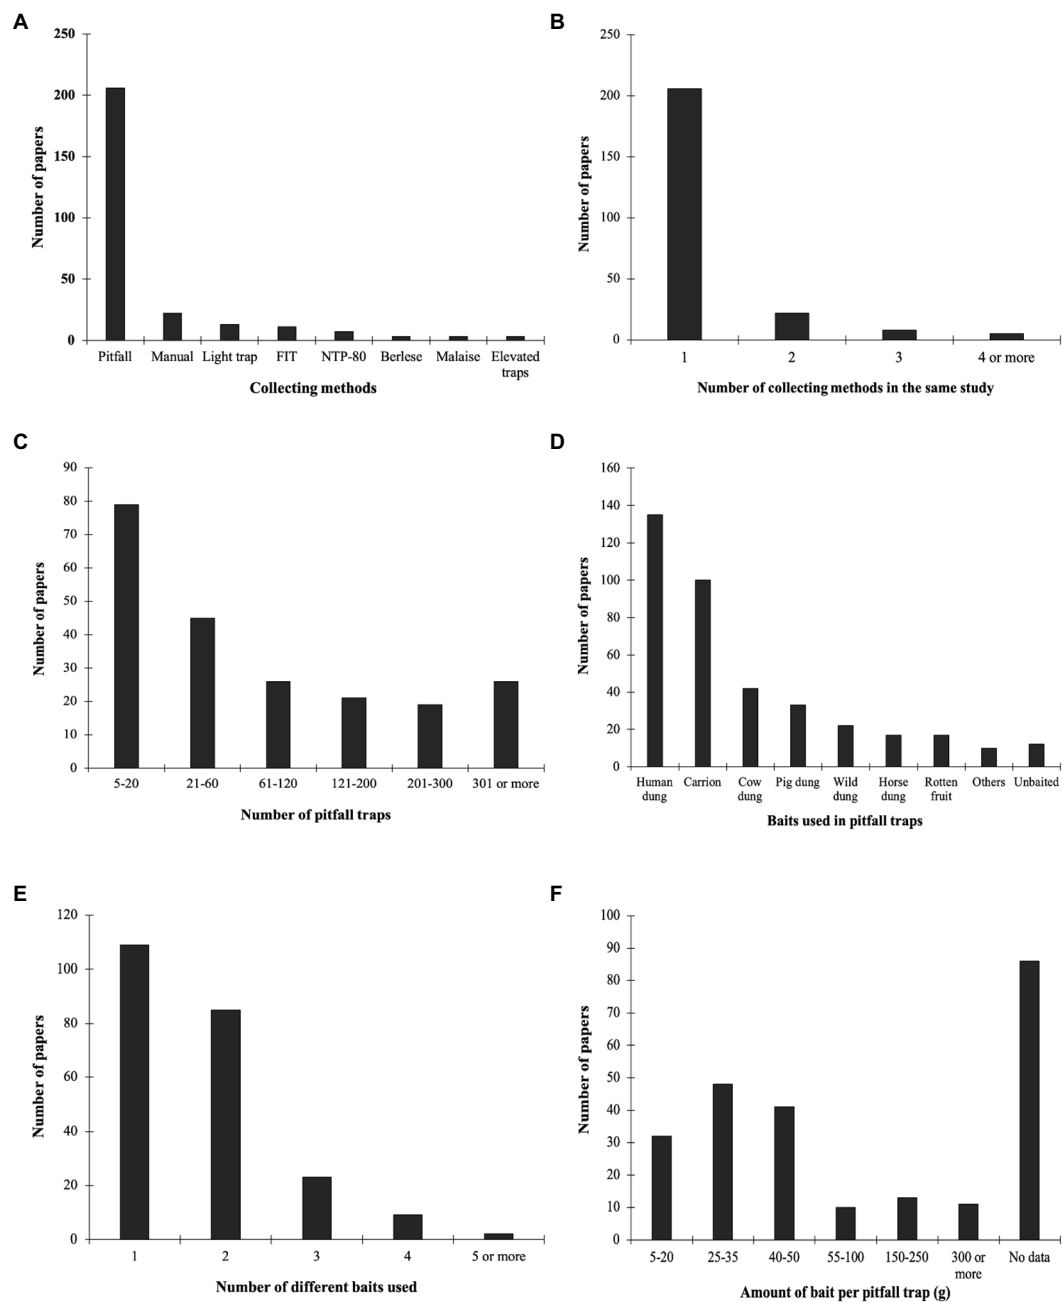 A
Number of papers
250
200
150
100
50
0
Pitfall Manual Light trap FIT NTP-80 Berlese Malaise Elevated traps
Collecting methods
B
Number of papers
250
200
150
100
50
0
1 2 3 4 or more
Number of collecting methods in the same study
C
Number of papers
90
80
70
60
50
40
30
20
10
0
5-20 21-60 61-120 121-200 201-300 301 or more
Number of pitfall traps
D
Number of papers
160
140
120
100
80
60
40
20
0
Human dung Carrion Cow dung Pig dung Wild dung Horse dung Rotten fruit Others Unbaited
Baits used in pitfall traps
E
Number of papers
120
100
80
60
40
20
0
1 2 3 4 5 or more
Number of different baits used
F
Number of papers
100
90
80
70
60
50
40
30
20
10
0
5-20 25-35 40-50 55-100 150-250 300 or more No data
Amount of bait per pitfall trap (g)